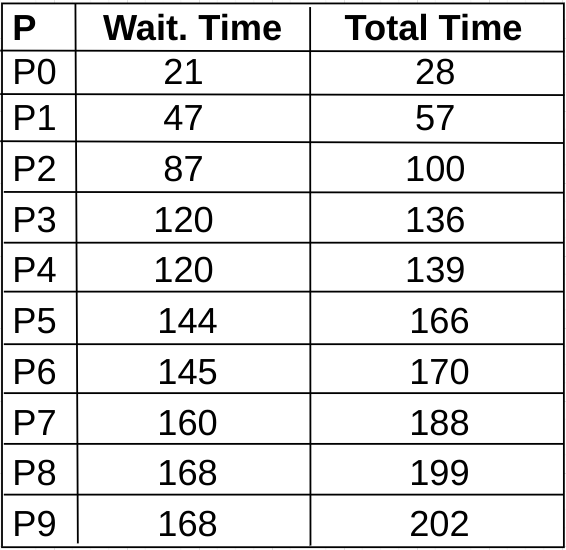 P Wait. Time Total Time
P0 21 28
P1 47 57
P2 87 100
P3 120 136
P4 120 139
P5 144 166
P6 145 170
P7 160 188
P8 168 199
P9 168 202